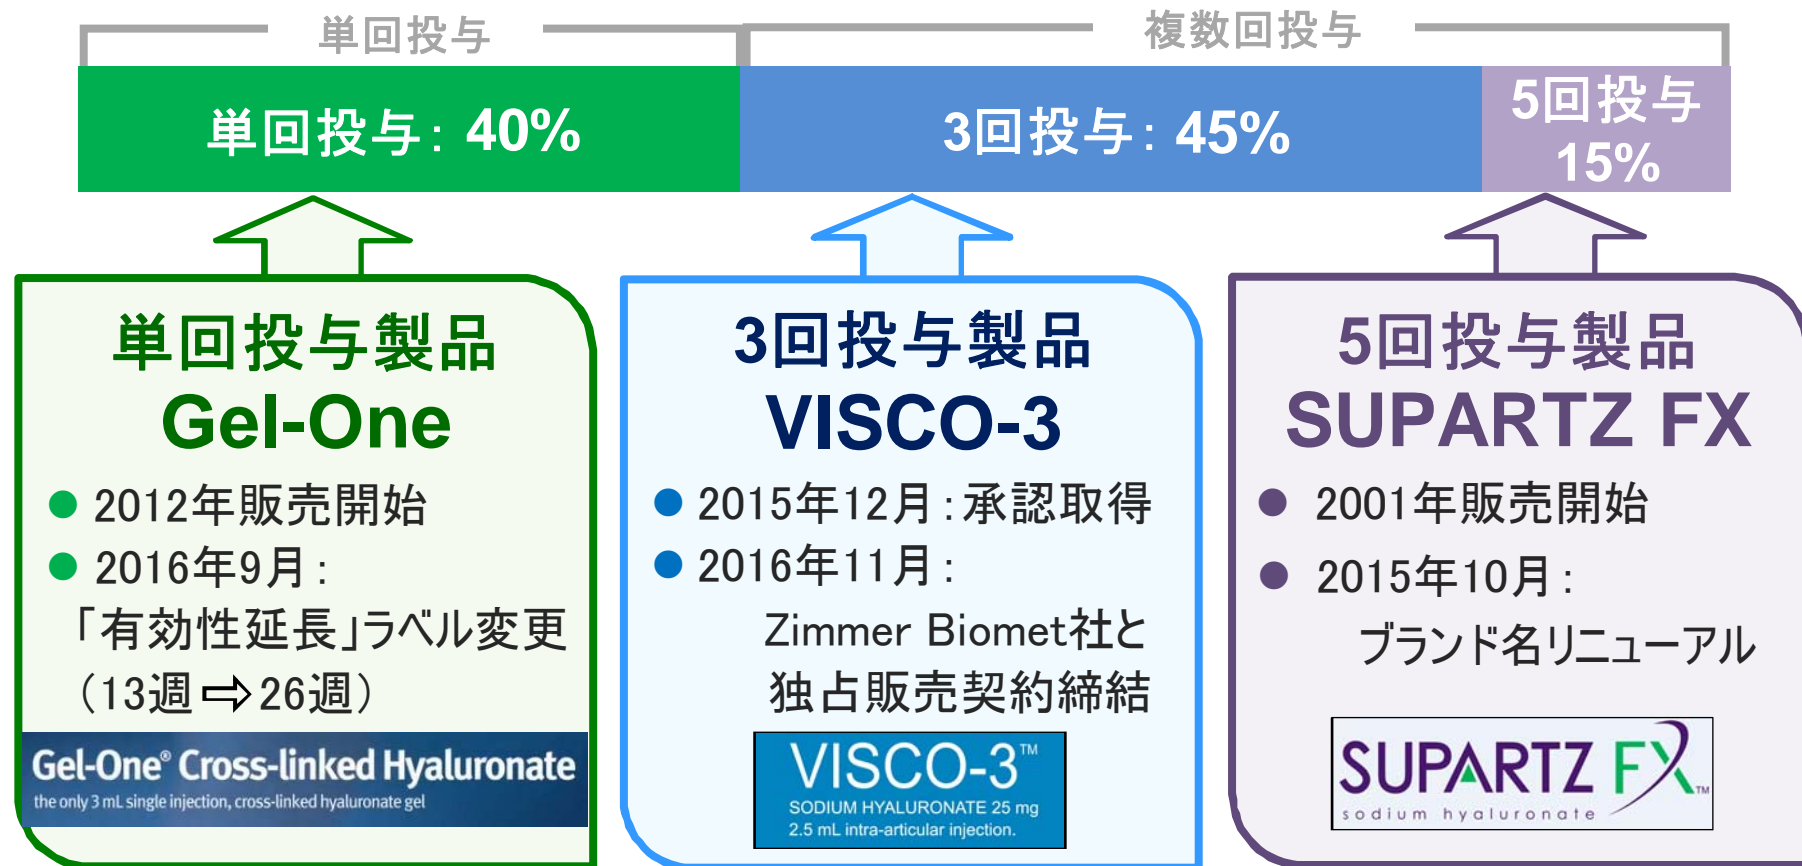 単回投与
複数回投与
単回投与：40%
3回投与：45%
5回投与
15%
単回投与製品
Gel-One
● 2012年販売開始
● 2016年9月：
「有効性延長」ラベル変更
（13週⇨26週）
Gel-One® Cross-linked Hyaluronate
the only 3 mL single injection, cross-linked hyaluronate gel
3回投与製品
VISCO-3
● 2015年12月：承認取得
● 2016年11月：
Zimmer Biomet社と
独占販売契約締結
VISCO-3™
SODIUM HYALURONATE 25 mg
2.5 mL intra-articular injection.
5回投与製品
SUPARTZ FX
● 2001年販売開始
● 2015年10月：
ブランド名リニューアル
SUPARTZ FX™
sodium hyaluronate